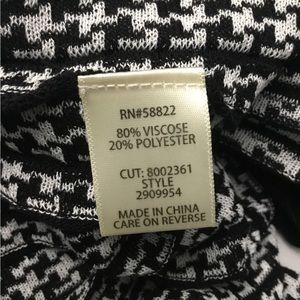 RN#58822
80% VISCOSE
20% POLYESTER
CUT: 8002361
STYLE
2909954
MADE IN CHINA
CARE ON REVERSE